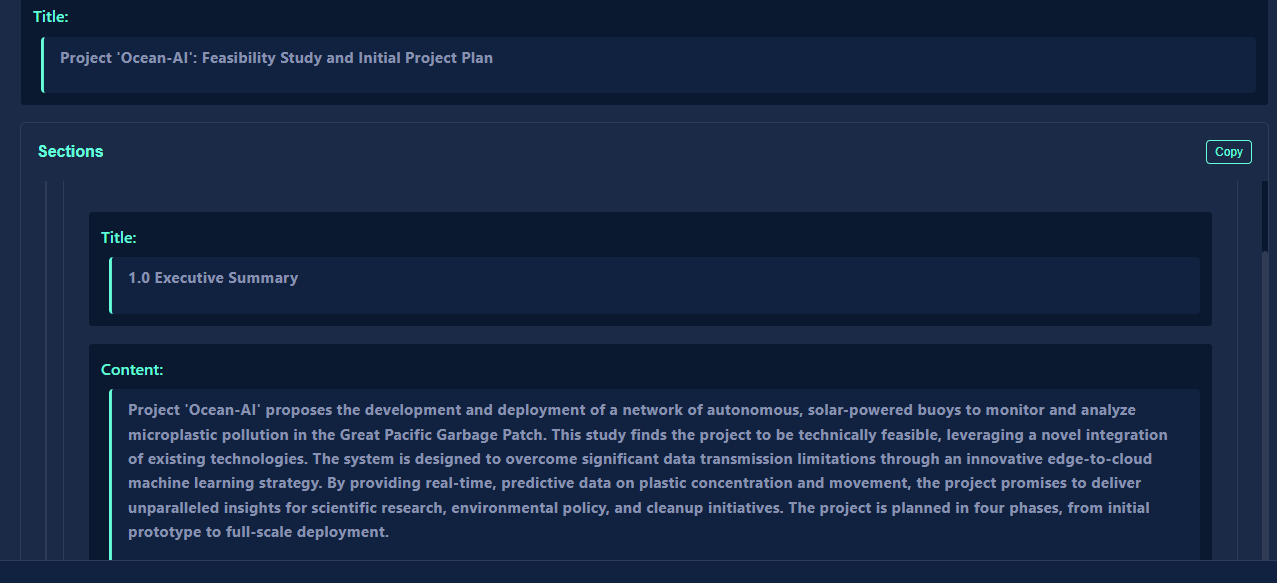 Title:
Project 'Ocean-AI': Feasibility Study and Initial Project Plan
Sections
Copy
Title:
1.0 Executive Summary
Content:
Project 'Ocean-AI' proposes the development and deployment of a network of autonomous, solar-powered buoys to monitor and analyze
microplastic pollution in the Great Pacific Garbage Patch. This study finds the project to be technically feasible, leveraging a novel integration
of existing technologies. The system is designed to overcome significant data transmission limitations through an innovative edge-to-cloud
machine learning strategy. By providing real-time, predictive data on plastic concentration and movement, the project promises to deliver
unparalleled insights for scientific research, environmental policy, and cleanup initiatives. The project is planned in four phases, from initial
prototype to full-scale deployment.